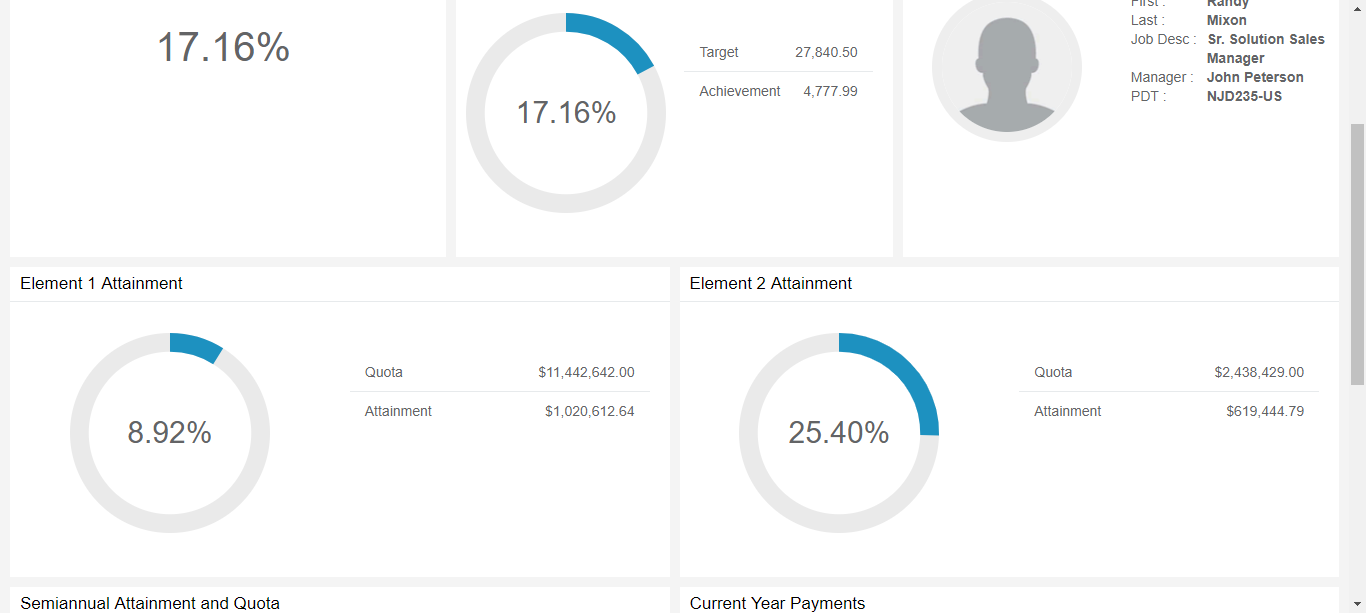 17.16%
17.16%
Target 27,840.50
Achievement 4,777.99
First : Randy
Last : Mixon
Job Desc : Sr. Solution Sales
Manager
Manager : John Peterson
PDT : NJD235-US
Element 1 Attainment
8.92%
Quota $11,442,642.00
Attainment $1,020,612.64
Element 2 Attainment
25.40%
Quota $2,438,429.00
Attainment $619,444.79
Semiannual Attainment and Quota
Current Year Payments